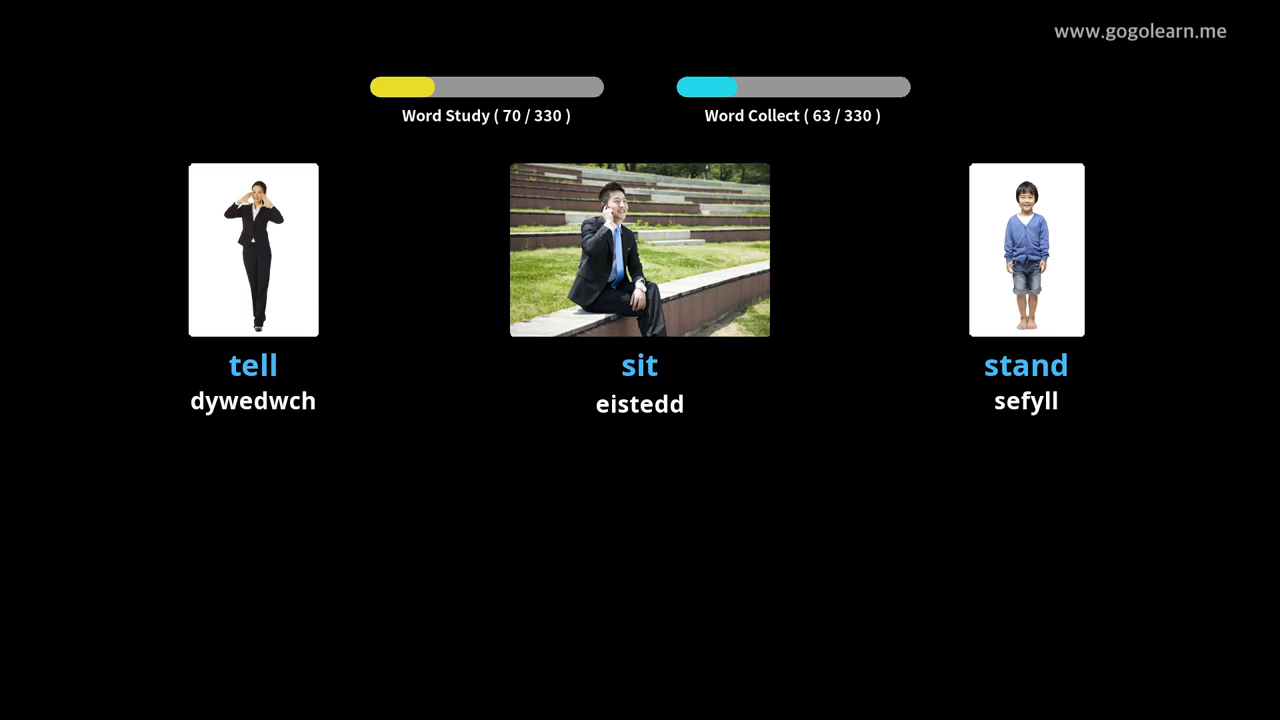 www.gogolearn.me
Word Study ( 70 / 330 )
Word Collect ( 63 / 330 )
tell
dywedwch
sit
eistedd
stand
sefyll